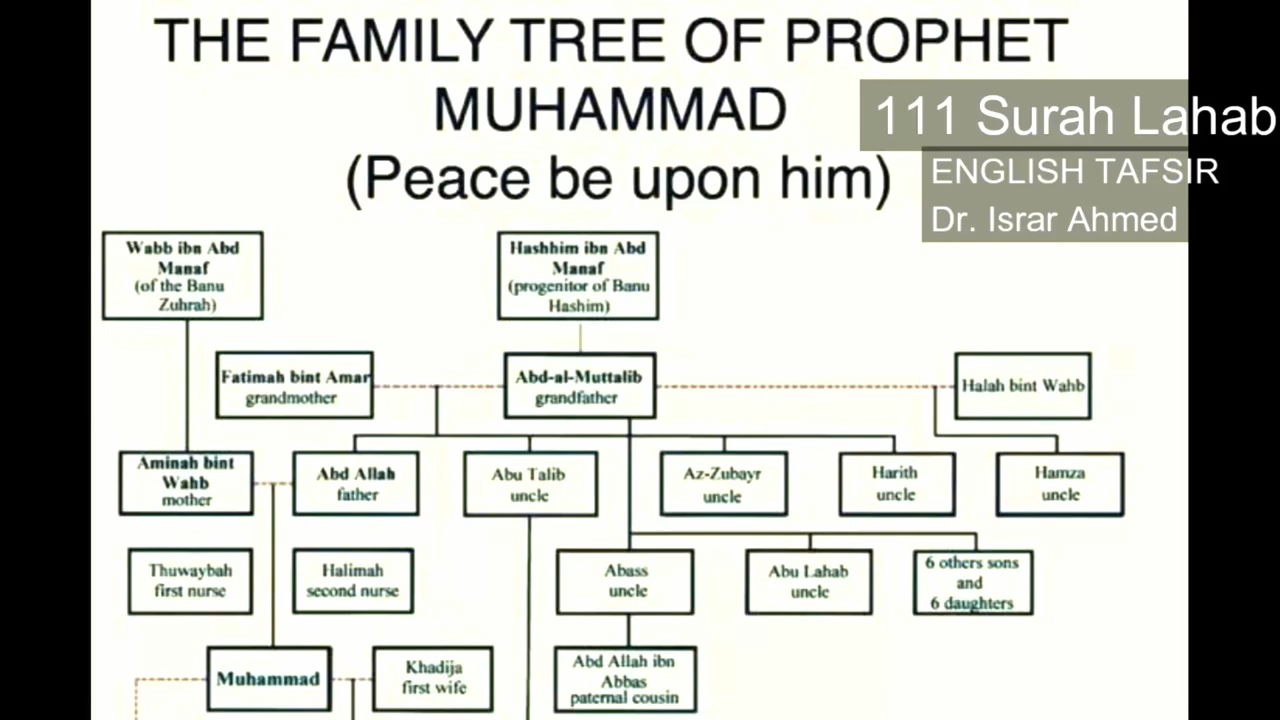 THE FAMILY TREE OF PROPHET
MUHAMMAD
(Peace be upon him)
111 Surah Lahab
ENGLISH TAFSIR
Dr. Israr Ahmed
Wabb ibn Abd
Manaf
(of the Banu
Zuhrah)
Hashhim ibn Abd
Manaf
(progenitor of Banu
Hashim)
Fatimah bint Amar
grandmother
Abd-al-Muttalib
grandfather
Halah bint Wahb
Aminah bint
Wahb
mother
Abd Allah
father
Abu Talib
uncle
Az-Zubayr
uncle
Harith
uncle
Hamza
uncle
Thuwaybah
first nurse
Halimah
second nurse
Abass
uncle
Abu Lahab
uncle
6 others sons
and
6 daughters
Muhammad
Khadija
first wife
Abd Allah ibn
Abbas
paternal cousin